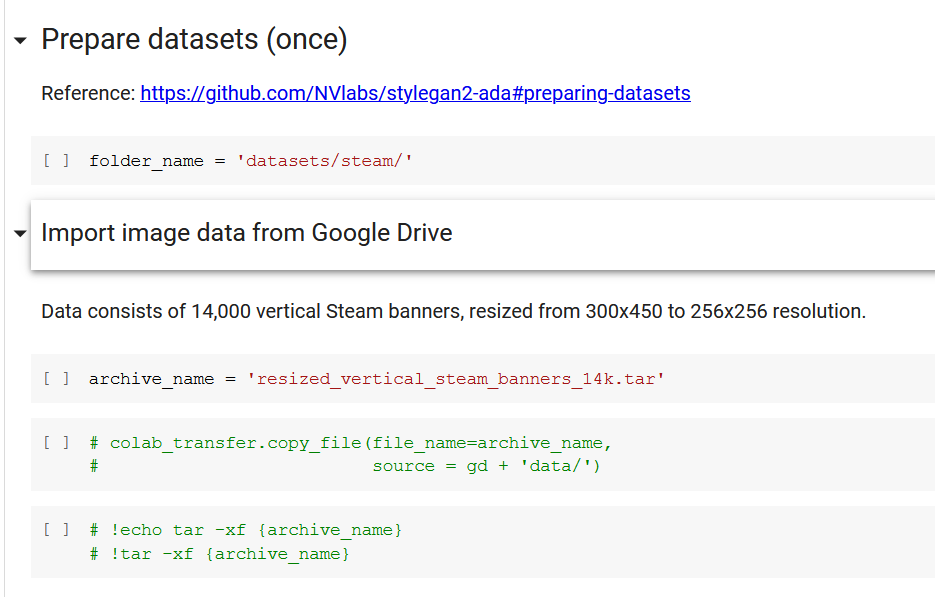 Prepare datasets (once)
Reference: https://github.com/NVlabs/stylegan2-ada#preparing-datasets
[ ] folder_name = 'datasets/steam/'
Import image data from Google Drive
Data consists of 14,000 vertical Steam banners, resized from 300x450 to 256x256 resolution.
[ ] archive_name = 'resized_vertical_steam_banners_14k.tar'
[ ] # colab_transfer.copy_file(file_name=archive_name,
#                          source = gd + 'data/')
[ ] # !echo tar -xf {archive_name}
# !tar -xf {archive_name}